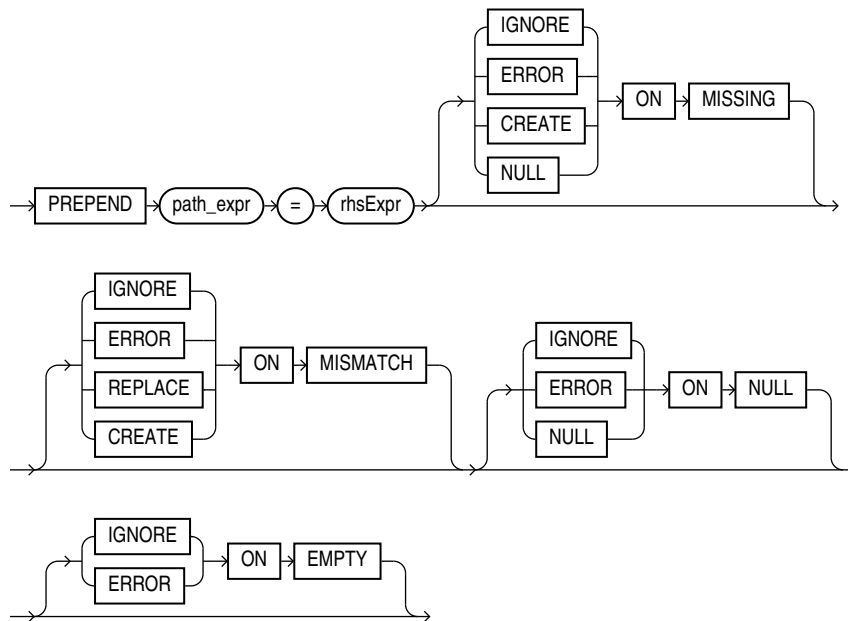 IGNORE
ERROR
CREATE
NULL
ON MISSING
PREPEND path_expr = rhsExpr
IGNORE
ERROR
REPLACE
CREATE
ON MISMATCH
IGNORE
ERROR
NULL
ON NULL
IGNORE
ERROR
ON EMPTY